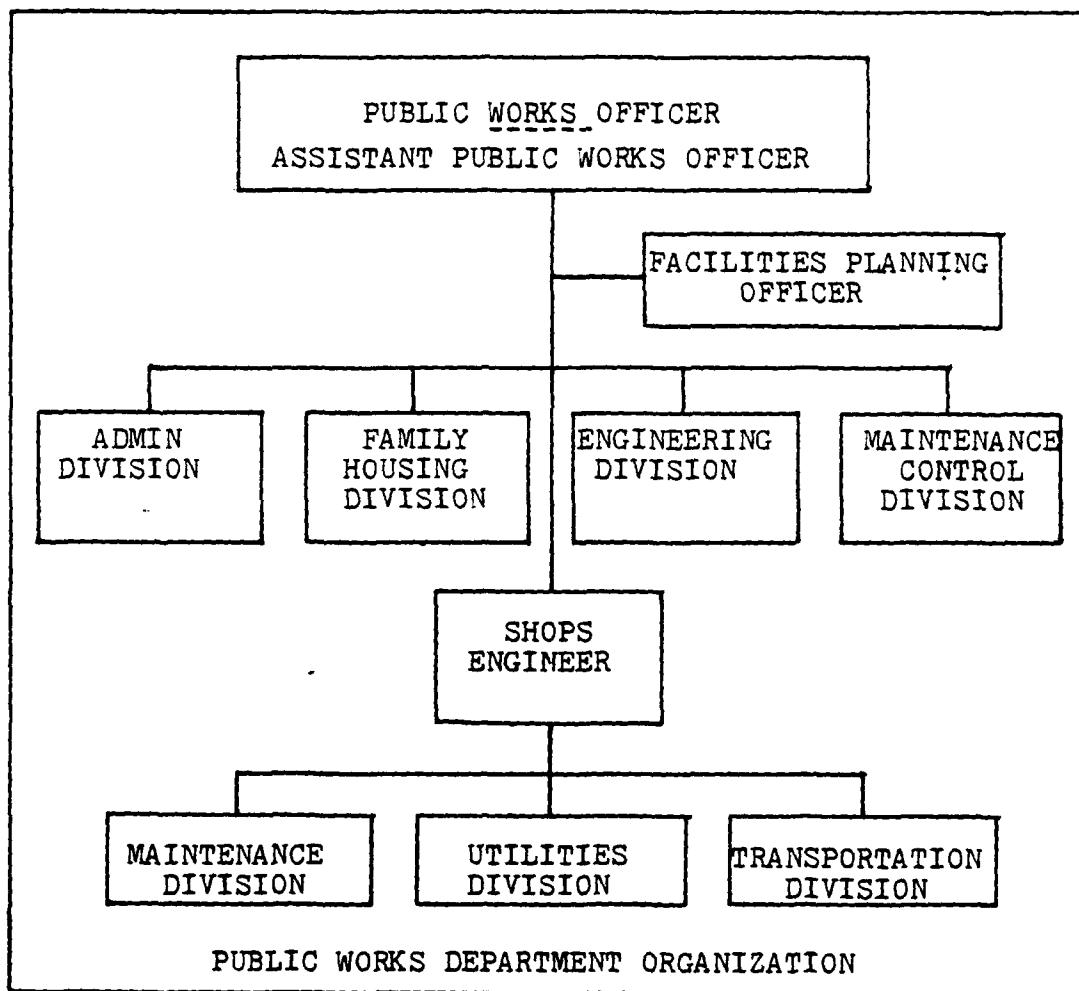 PUBLIC WORKS OFFICER
ASSISTANT PUBLIC WORKS OFFICER
FACILITIES PLANNING
OFFICER
ADMIN
DIVISION
FAMILY
HOUSING
DIVISION
ENGINEERING
DIVISION
MAINTENANCE
CONTROL
DIVISION
SHOPS
ENGINEER
MAINTENANCE
DIVISION
UTILITIES
DIVISION
TRANSPORTATION
DIVISION
PUBLIC WORKS DEPARTMENT ORGANIZATION